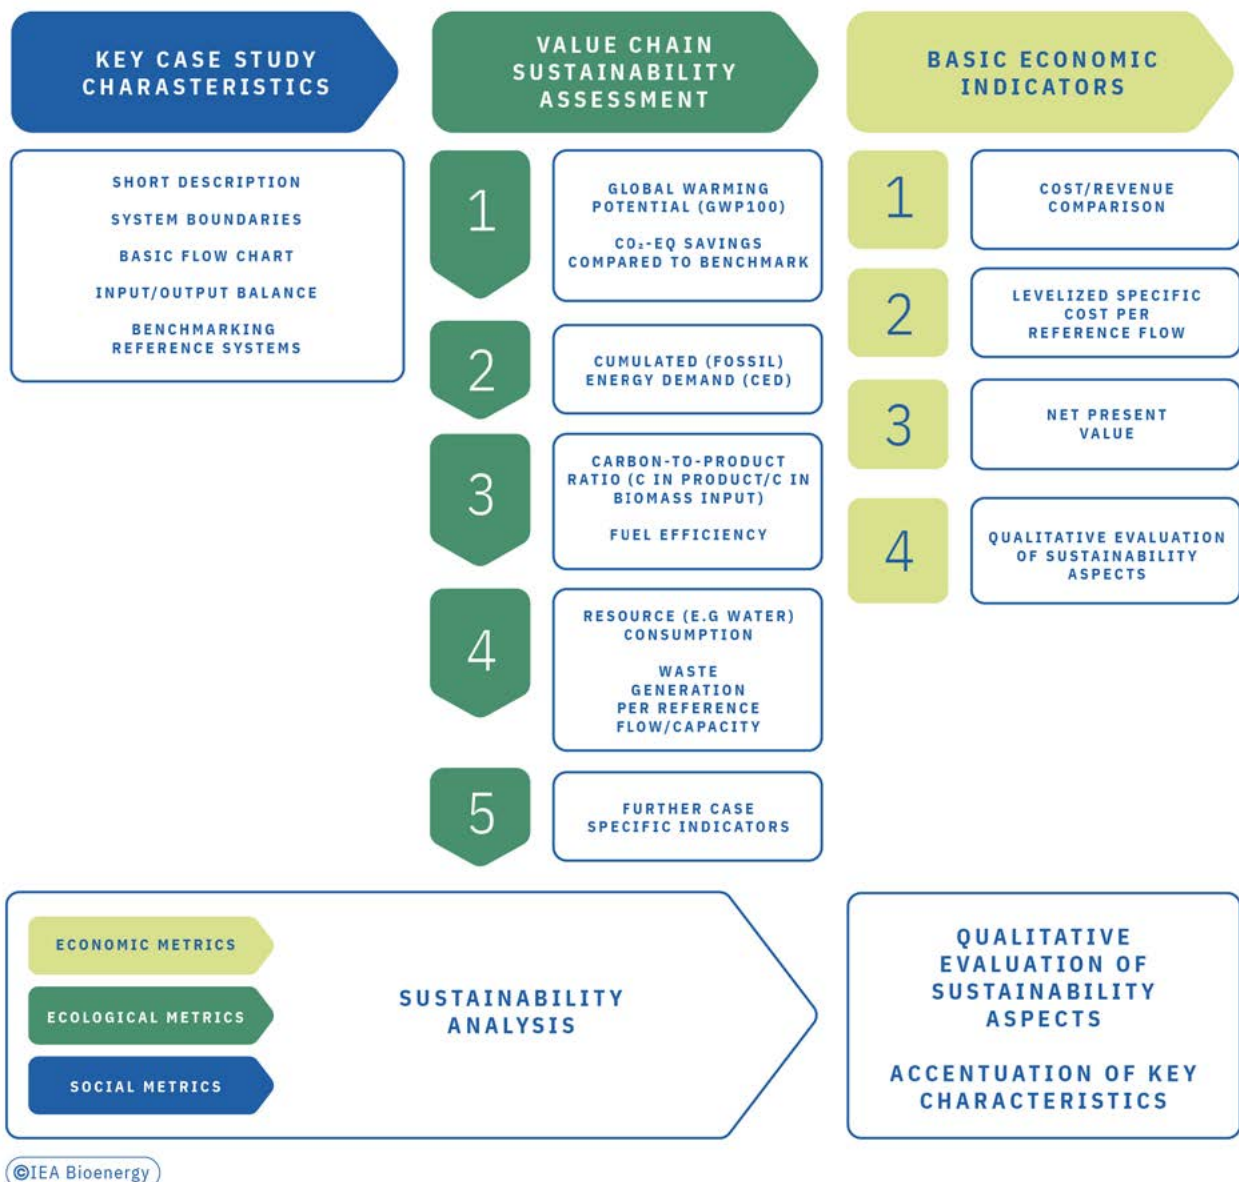 KEY CASE STUDY
CHARASTERISTICS
SHORT DESCRIPTION
SYSTEM BOUNDARIES
BASIC FLOW CHART
INPUT/OUTPUT BALANCE
BENCHMARKING
REFERENCE SYSTEMS
VALUE CHAIN
SUSTAINABILITY
ASSESSMENT
1
GLOBAL WARMING
POTENTIAL (GWP100)
CO₂-EQ SAVINGS
COMPARED TO BENCHMARK
2
CUMULATED (FOSSIL)
ENERGY DEMAND (CED)
3
CARBON-TO-PRODUCT
RATIO (C IN PRODUCT/C IN
BIOMASS INPUT)
FUEL EFFICIENCY
4
RESOURCE (E.G WATER)
CONSUMPTION
WASTE
GENERATION
PER REFERENCE
FLOW/CAPACITY
5
FURTHER CASE
SPECIFIC INDICATORS
BASIC ECONOMIC
INDICATORS
1
COST/REVENUE
COMPARISON
2
LEVELIZED SPECIFIC
COST PER
REFERENCE FLOW
3
NET PRESENT
VALUE
4
QUALITATIVE EVALUATION
OF SUSTAINABILITY
ASPECTS
ECONOMIC METRICS
ECOLOGICAL METRICS
SOCIAL METRICS
SUSTAINABILITY
ANALYSIS
QUALITATIVE
EVALUATION OF
SUSTAINABILITY
ASPECTS
ACCENTUATION OF KEY
CHARACTERISTICS
©IEA Bioenergy